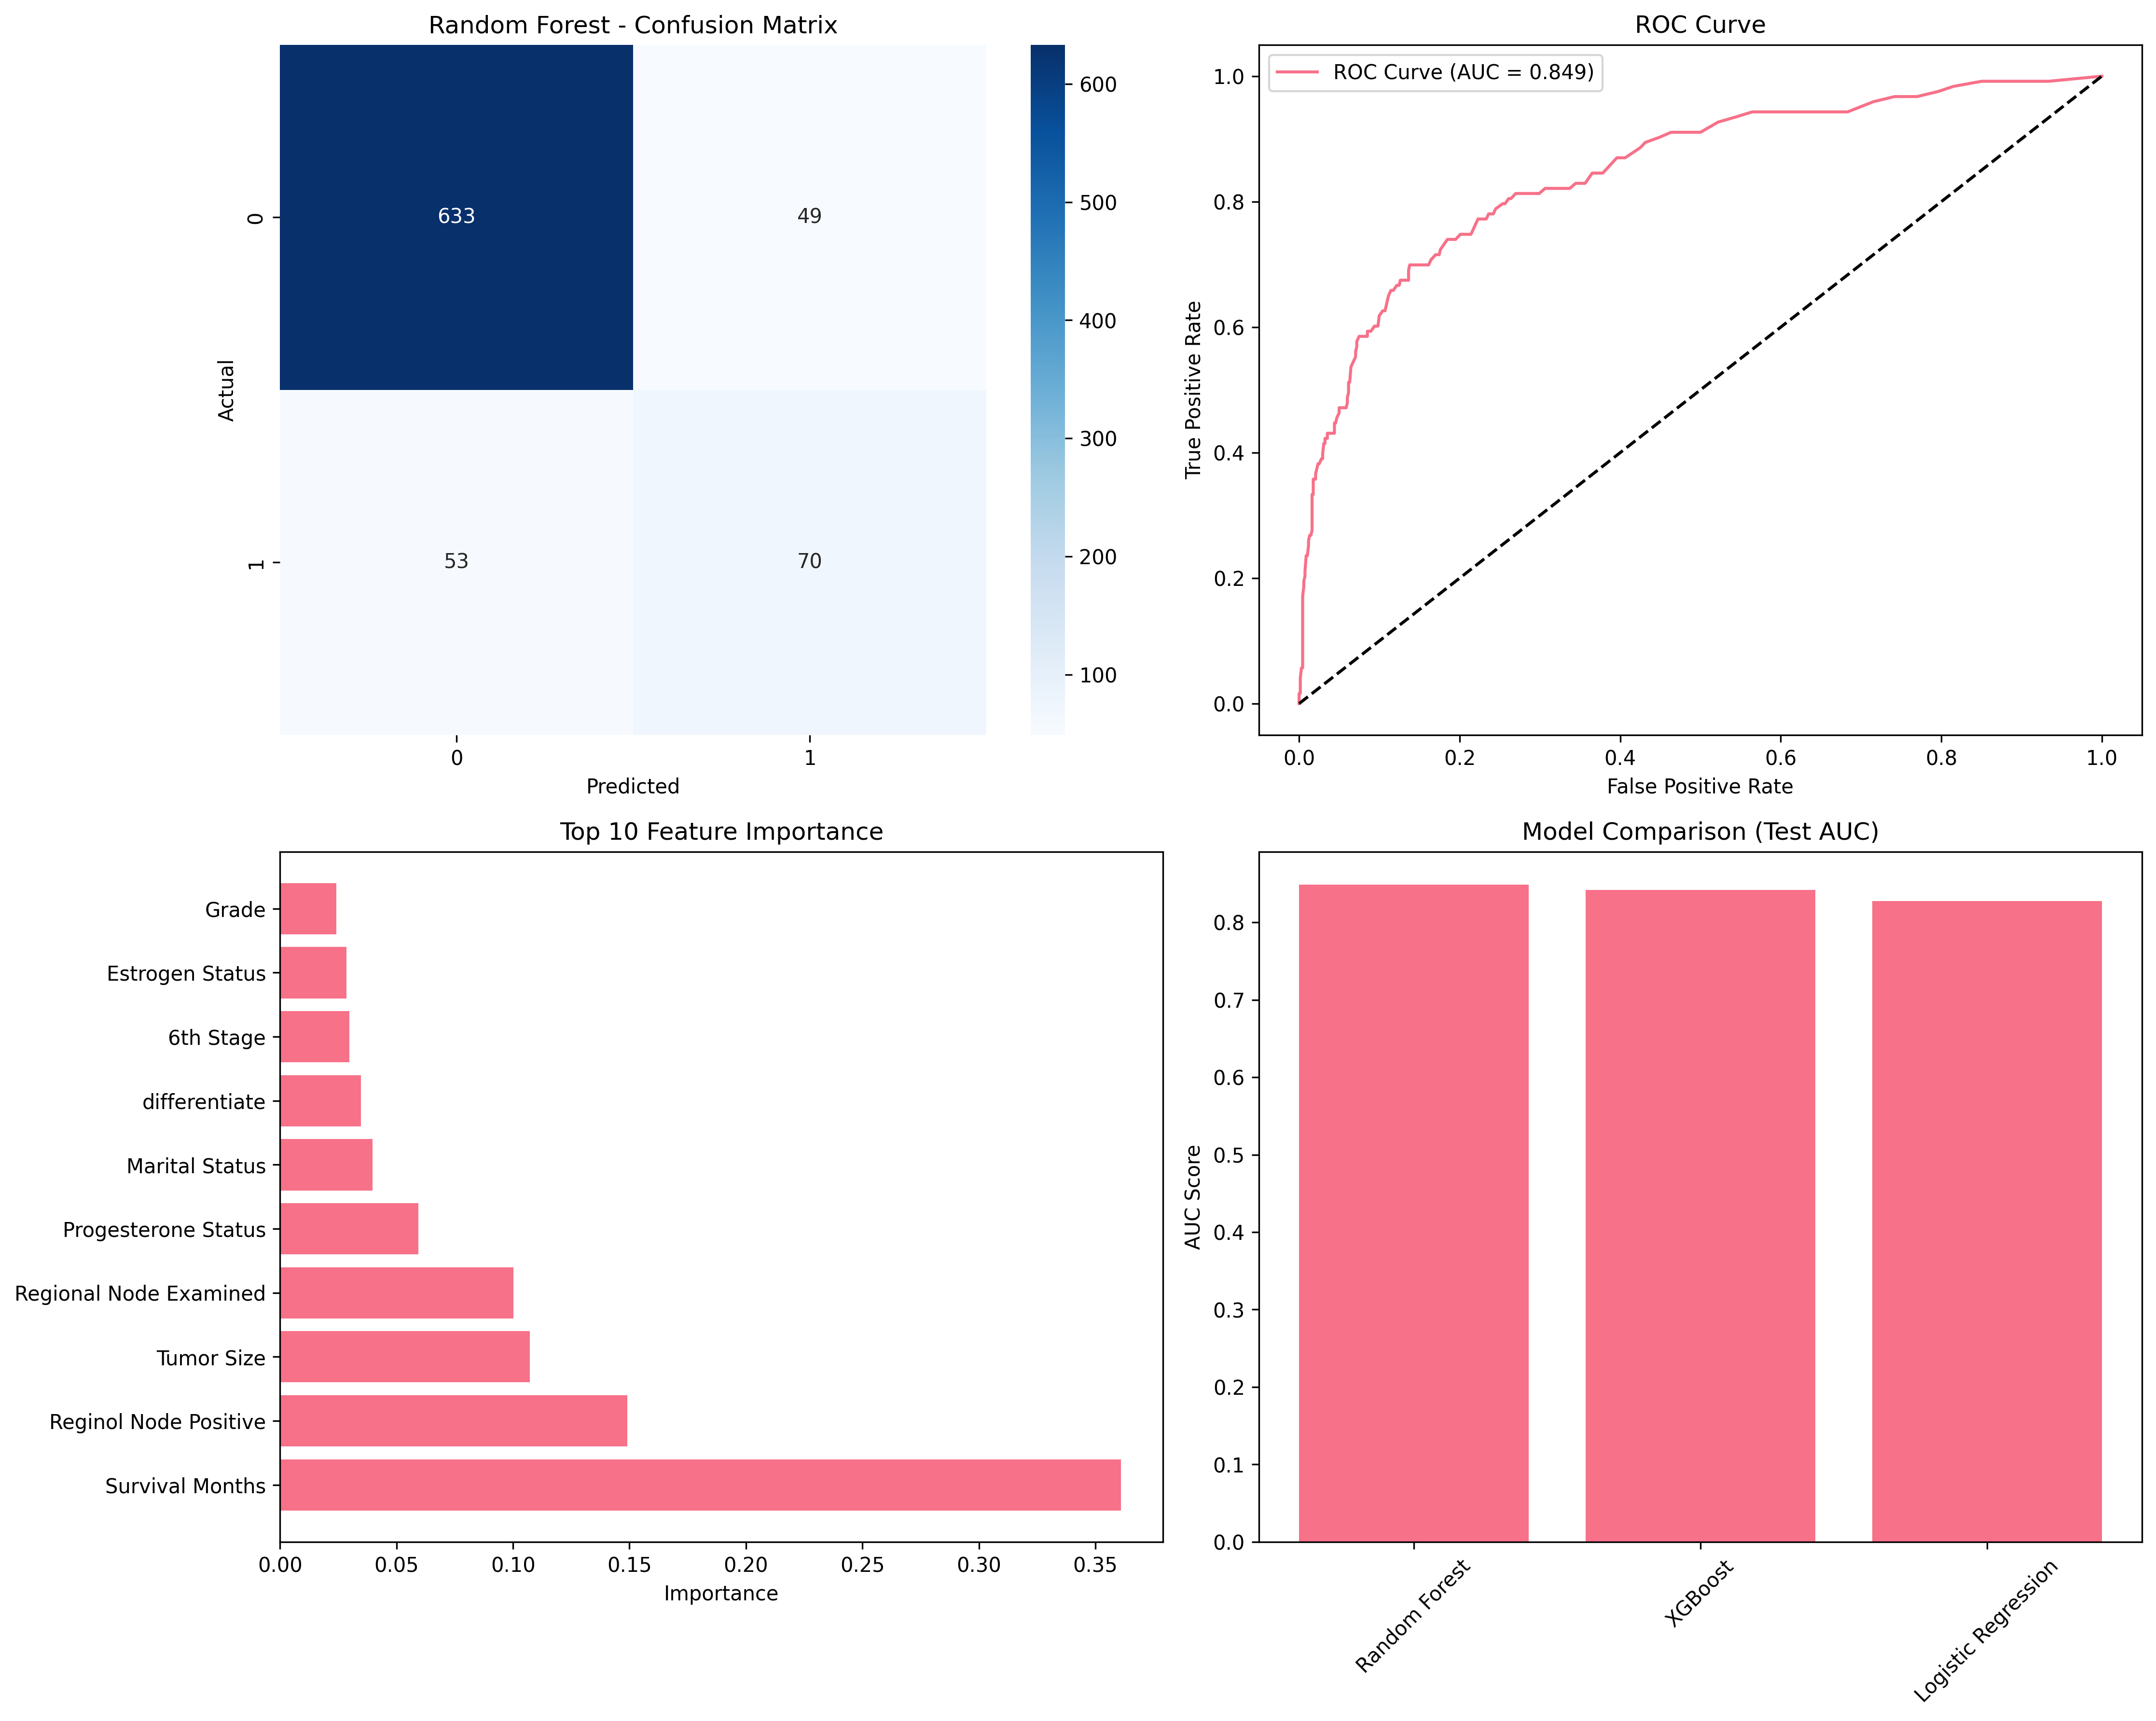 Random Forest - Confusion Matrix
600
500
400
300
200
100
633
49
53
70
0
1
Actual
0
1
Predicted
ROC Curve
ROC Curve (AUC = 0.849)
1.0
0.8
0.6
0.4
0.2
0.0
True Positive Rate
0.0
0.2
0.4
0.6
0.8
1.0
False Positive Rate
Top 10 Feature Importance
Grade
Estrogen Status
6th Stage
differentiate
Marital Status
Progesterone Status
Regional Node Examined
Tumor Size
Reginol Node Positive
Survival Months
0.00
0.05
0.10
0.15
0.20
0.25
0.30
0.35
Importance
Model Comparison (Test AUC)
0.8
0.7
0.6
0.5
0.4
0.3
0.2
0.1
0.0
AUC Score
Random Forest
XGBoost
Logistic Regression